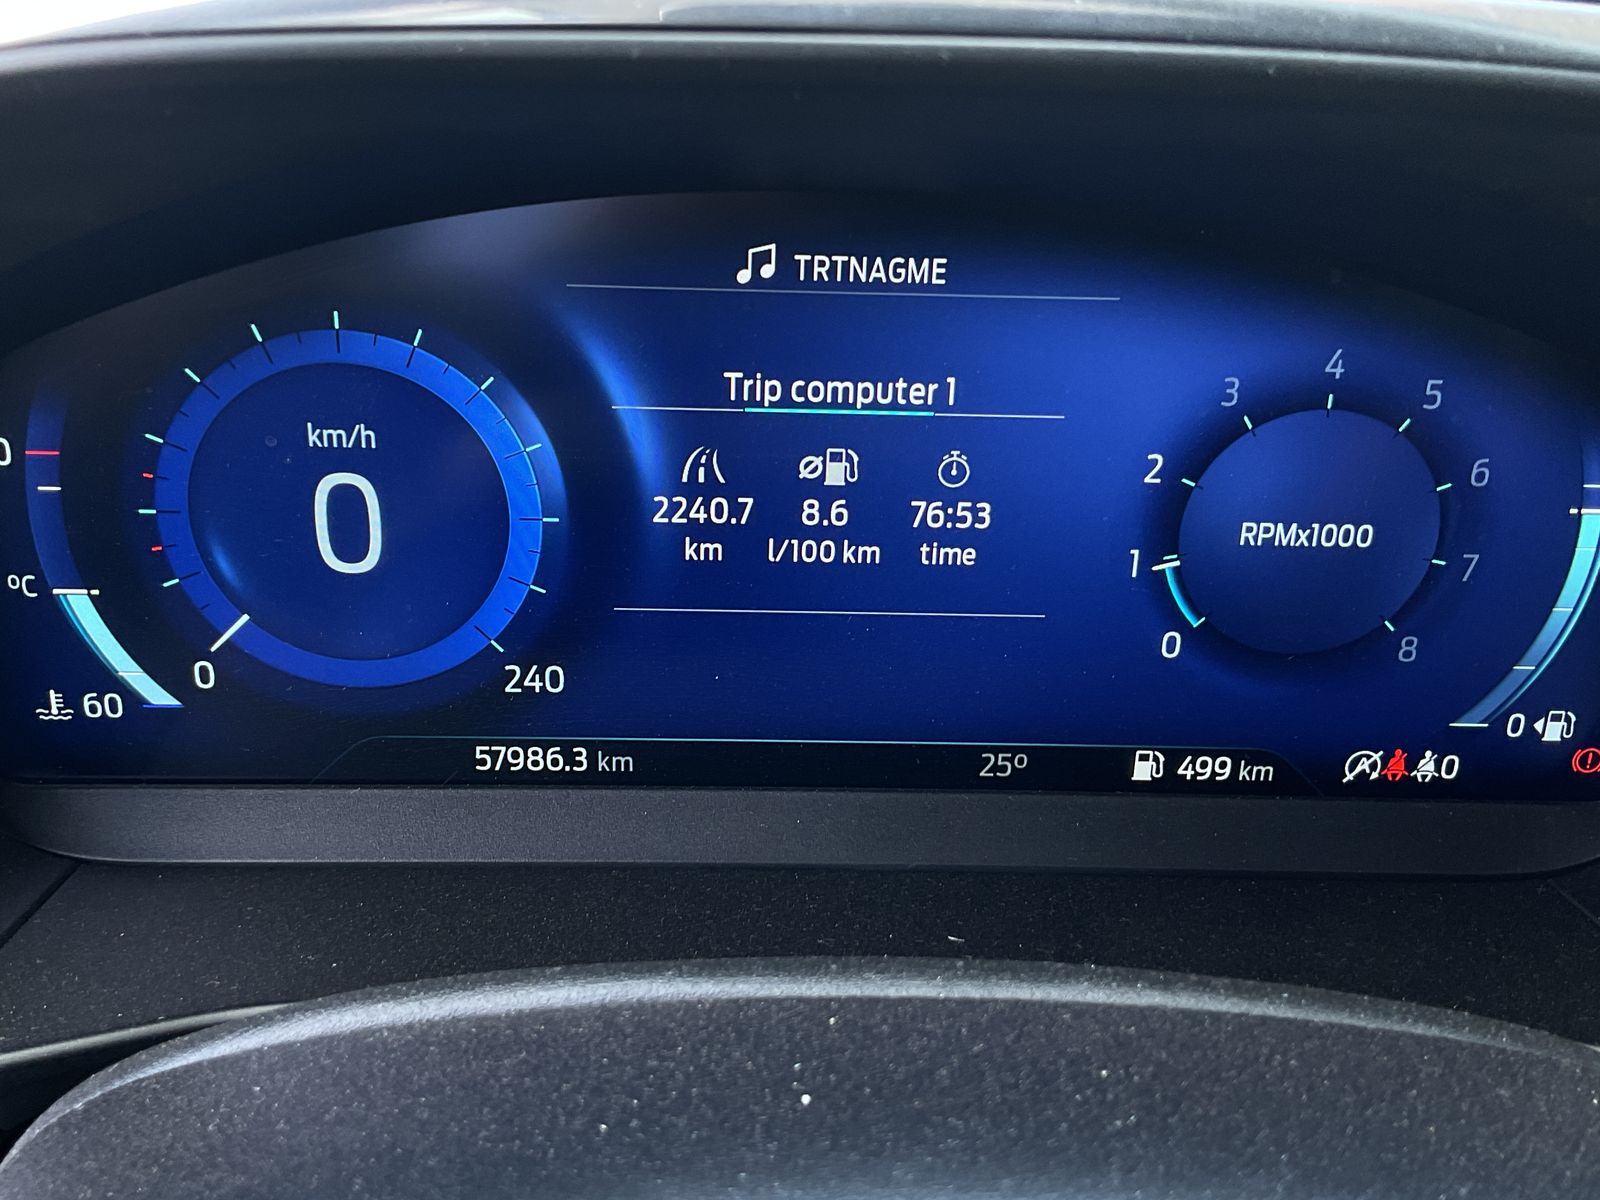 TRTNAGME
Trip computer 1
2240.7 8.6 76:53
km l/100 km time
km/h
0
0 240
°C
60
4
3 5
2 6
RPMx1000
1 7
0 8
0
57986.3 km 25° 499 km 0